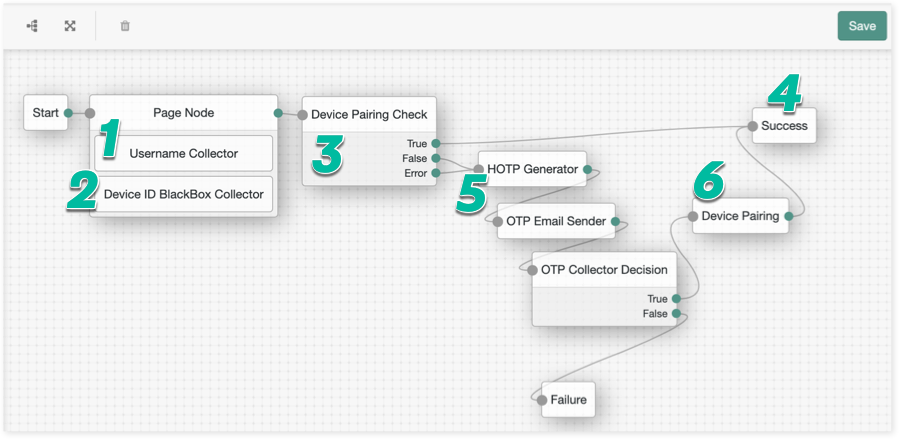 Save
Start
Page Node
1
Username Collector
2
Device ID BlackBox Collector
Device Pairing Check
3
True
False
Error
4
Success
5
HOTP Generator
OTP Email Sender
OTP Collector Decision
True
False
6
Device Pairing
Failure